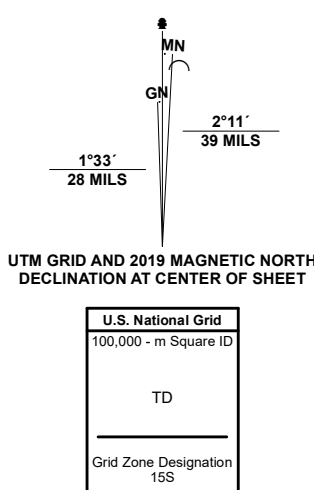 MN
GN
2°11´
39 MILS
1°33´
28 MILS
UTM GRID AND 2019 MAGNETIC NORTH
DECLINATION AT CENTER OF SHEET
U.S. National Grid
100,000 - m Square ID
TD
Grid Zone Designation
15S